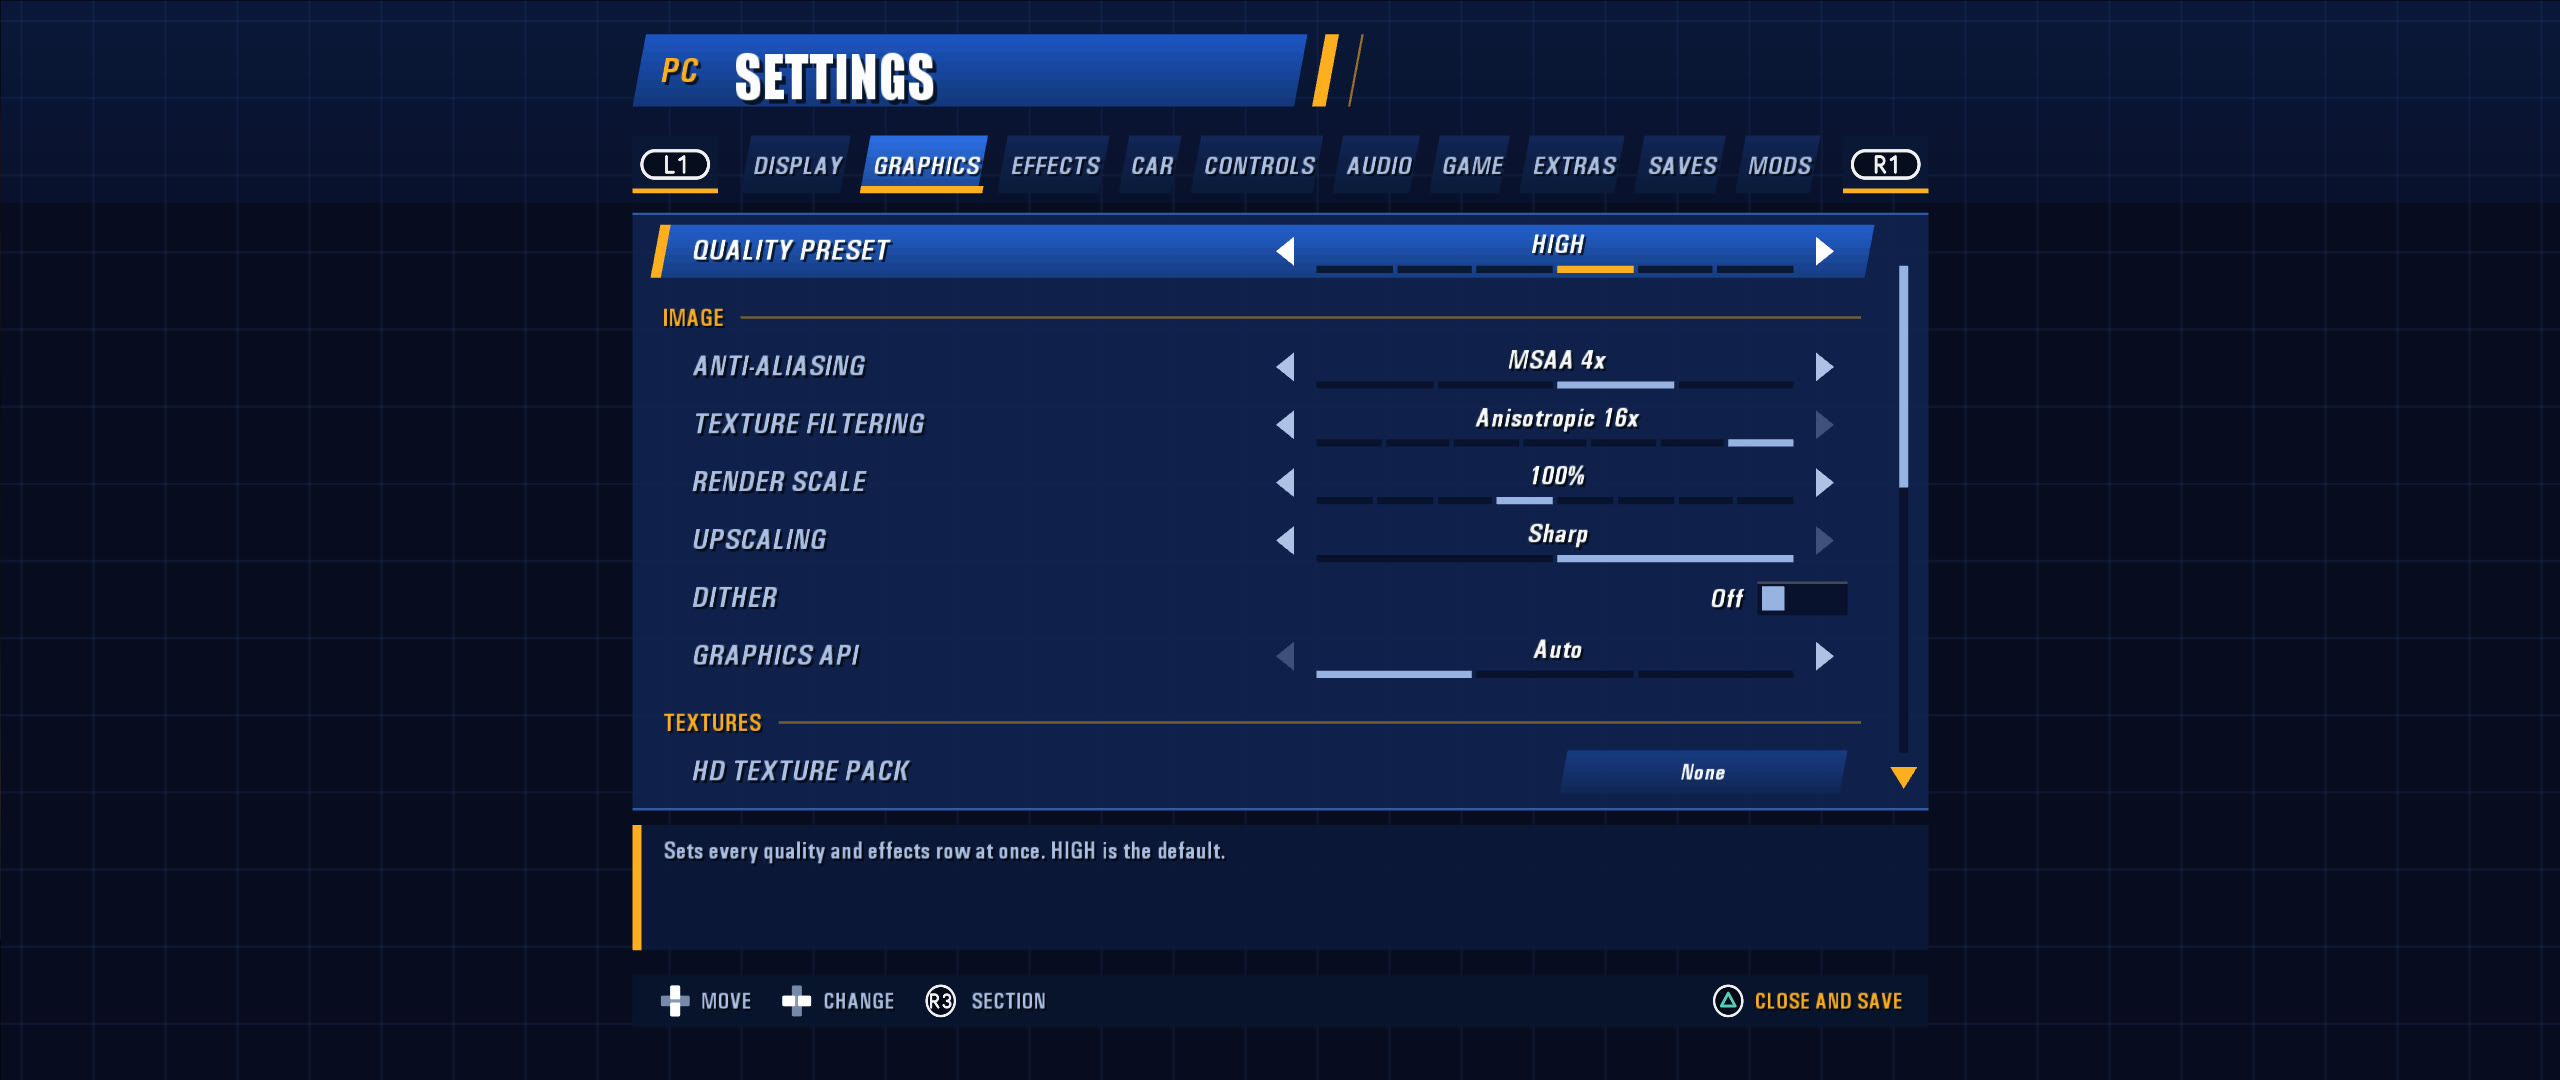 PC SETTINGS
L1 DISPLAY GRAPHICS EFFECTS CAR CONTROLS AUDIO GAME EXTRAS SAVES MODS R1
QUALITY PRESET HIGH
IMAGE
ANTI-ALIASING MSAA 4x
TEXTURE FILTERING Anisotropic 16x
RENDER SCALE 100%
UPSCALING Sharp
DITHER Off
GRAPHICS API Auto
TEXTURES
HD TEXTURE PACK None
Sets every quality and effects row at once. HIGH is the default.
MOVE CHANGE R3 SECTION CLOSE AND SAVE